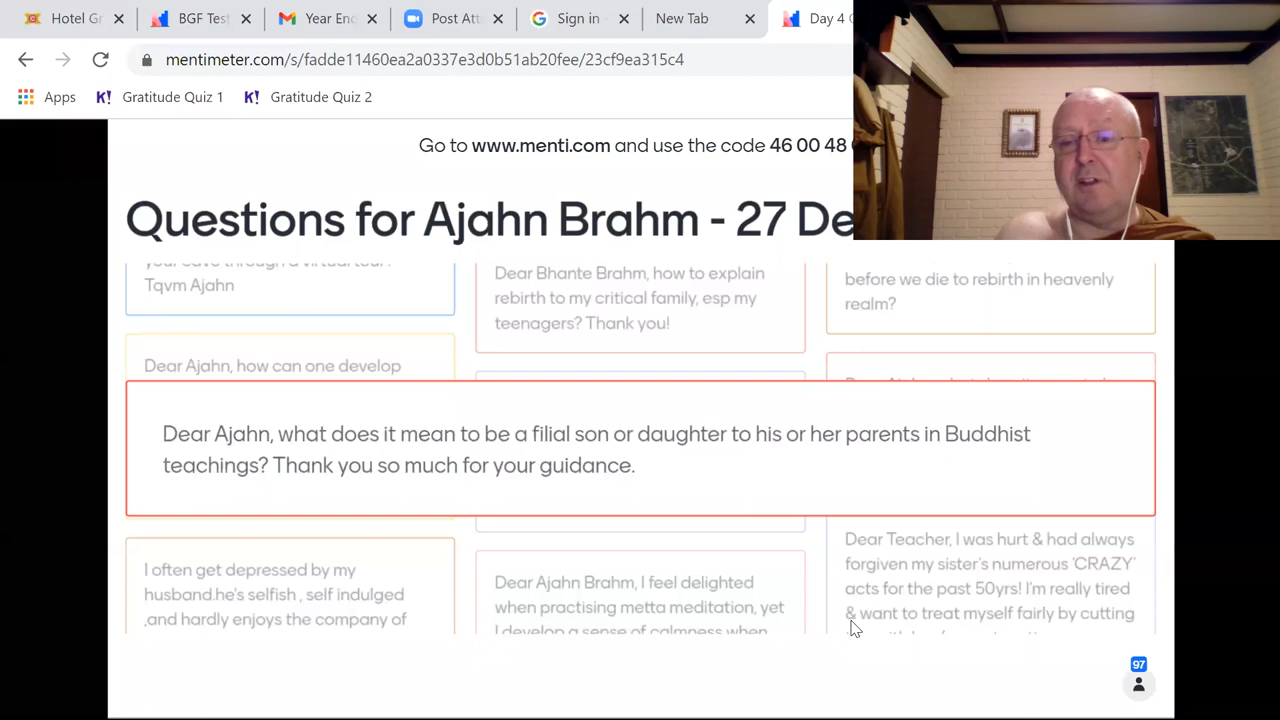 Hotel Gr
BGF Test
Year End
Post Att
Sign in -
New Tab
Day 4
mentimeter.com/s/fadde11460ea2a0337e3d0b51ab20fee/23cf9ea315c4
Apps
K! Gratitude Quiz 1
K! Gratitude Quiz 2
Go to www.menti.com and use the code 46 00 48
Questions for Ajahn Brahm - 27 De
Tqvm Ajahn
Dear Ajahn, how can one develop
I often get depressed by my
husband.he's selfish , self indulged
,and hardly enjoys the company of
Dear Bhante Brahm, how to explain
rebirth to my critical family, esp my
teenagers? Thank you!
Dear Ajahn Brahm, I feel delighted
when practising metta meditation, yet
I develop a sense of calmness when
before we die to rebirth in heavenly
realm?
Dear Teacher, I was hurt & had always
forgiven my sister's numerous 'CRAZY'
acts for the past 50yrs! I'm really tired
& want to treat myself fairly by cutting
Dear Ajahn, what does it mean to be a filial son or daughter to his or her parents in Buddhist
teachings? Thank you so much for your guidance.
97